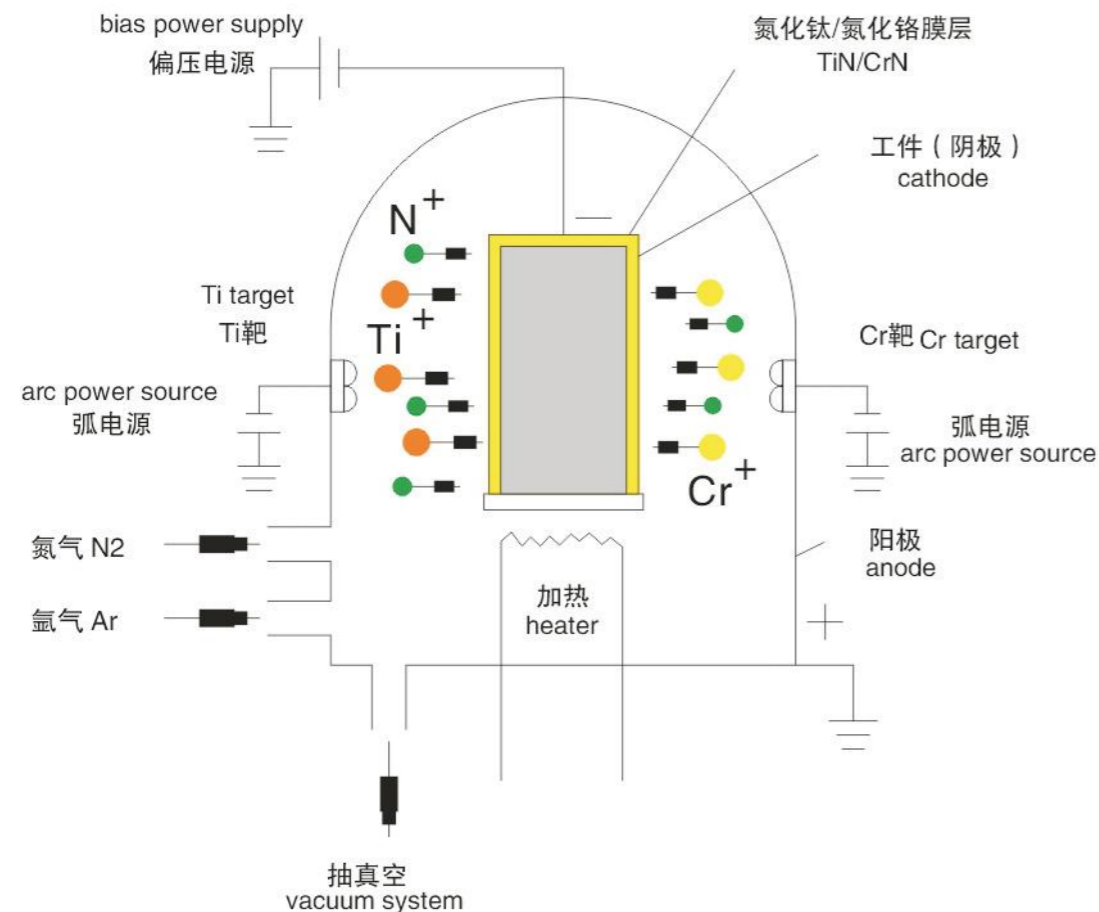 bias power supply
偏压电源
氮化钛/氮化铬膜层
TiN/CrN
工件（阴极）
cathode
N+
—
Ti target
Ti靶
Ti+
Cr靶 Cr target
arc power source
弧电源
弧电源
arc power source
Cr+
氮气 N2
阳极
anode
加热
heater
氩气 Ar
+
抽真空
vacuum system